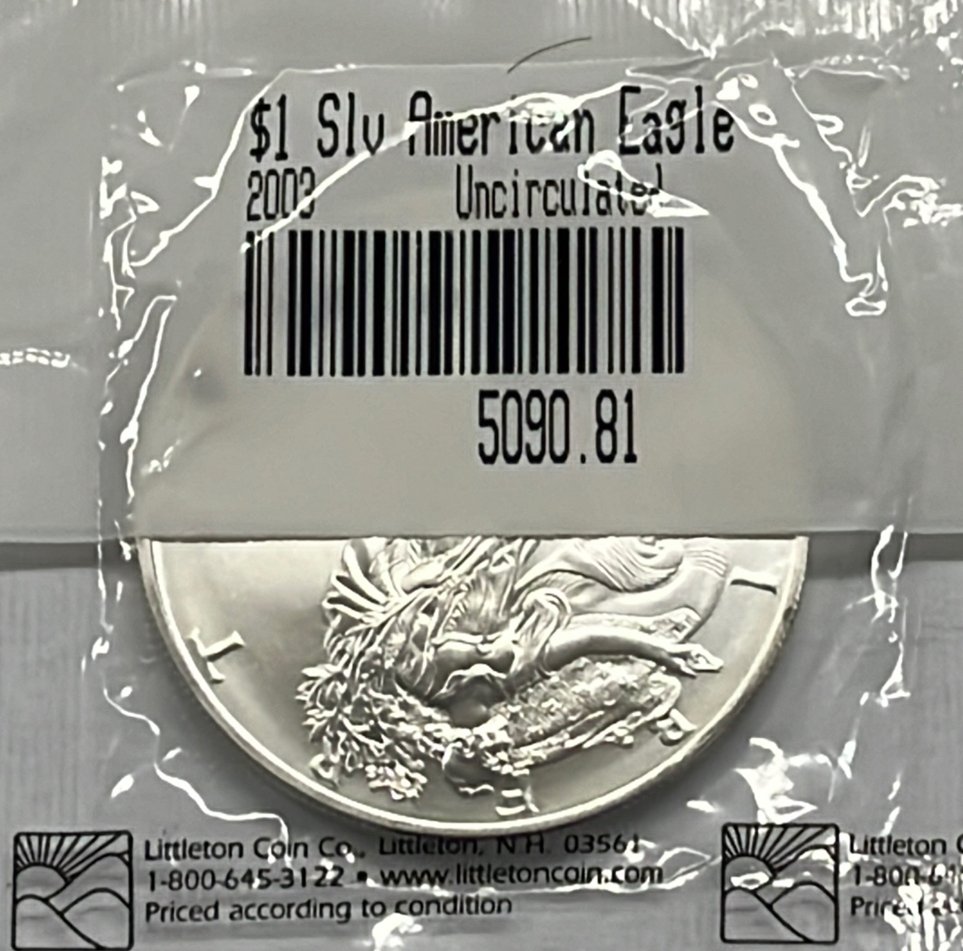 $1 Slv American Eagle
2003 Uncirculated
5090.81
T
I
R
Littleton Coin Co., Littleton, N.H. 03561
1-800-645-3122 • www.littletoncoin.com
Priced according to condition
Littleton